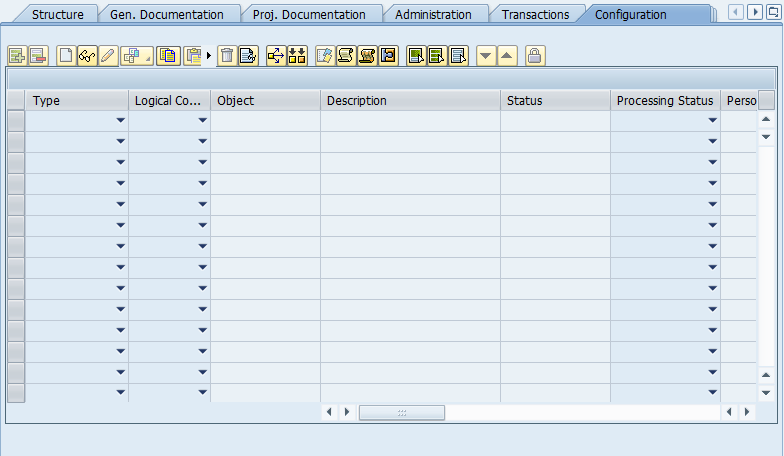 Structure Gen. Documentation Proj. Documentation Administration Transactions Configuration
Type Logical Co... Object Description Status Processing Status Perso